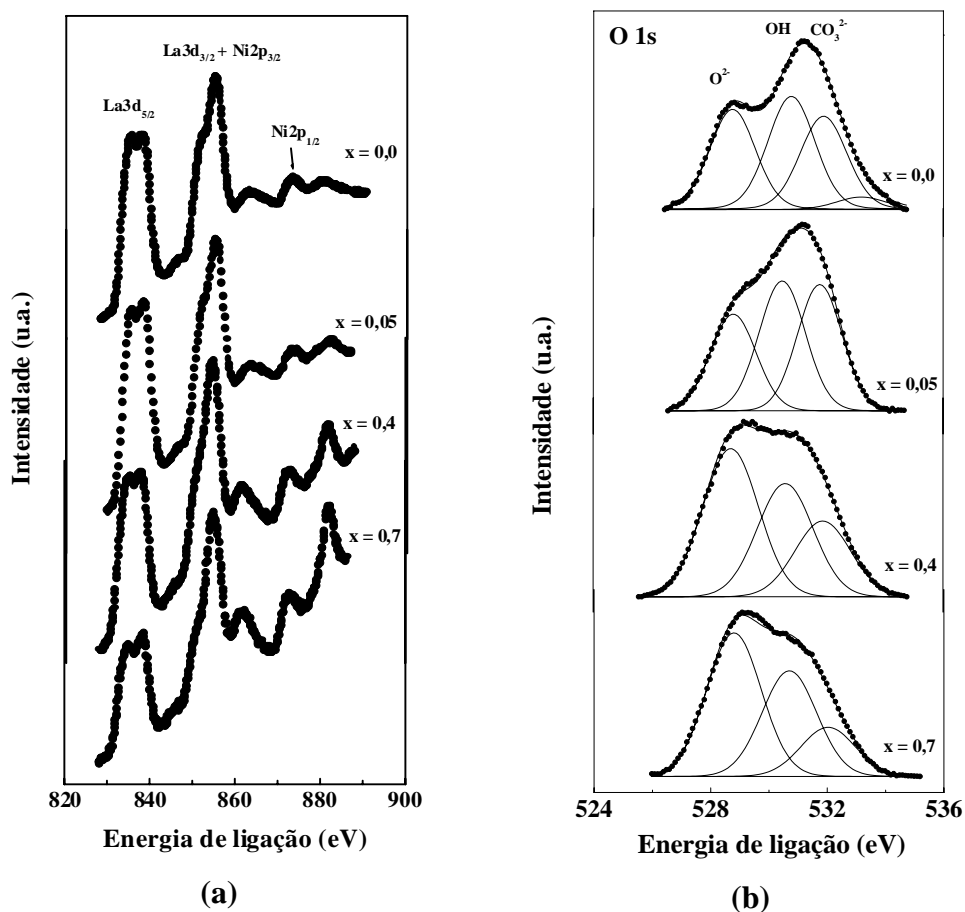 La3d3/2 + Ni2p3/2
La3d5/2
Ni2p1/2
x = 0,0
x = 0,05
x = 0,4
x = 0,7
Intensidade (u.a.)
820 840 860 880 900
Energia de ligação (eV)
(a)
O 1s
OH CO3 2-
O2-
x = 0,0
x = 0,05
x = 0,4
x = 0,7
Intensidade (u.a.)
524 528 532 536
Energia de ligação (eV)
(b)